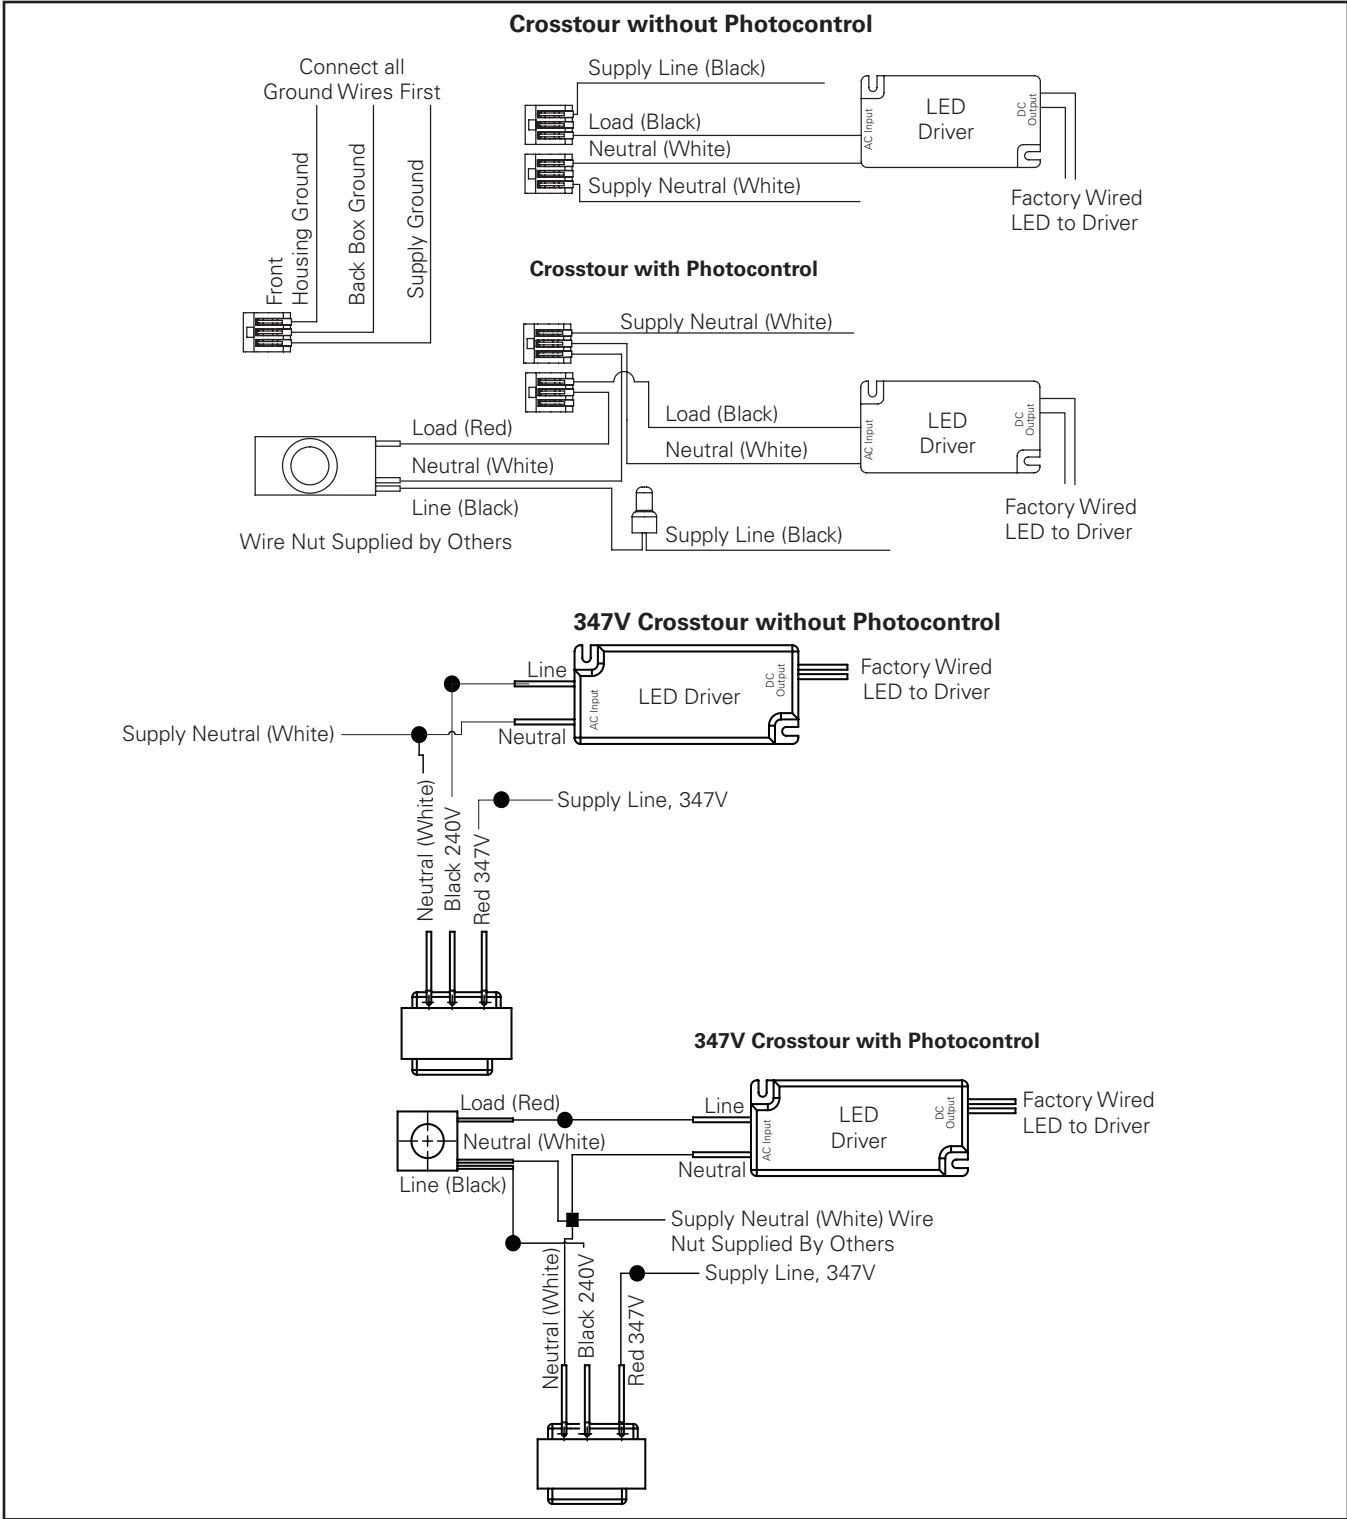 Crosstour without Photocontrol
Connect all
Ground Wires First
Front
Housing Ground
Back Box Ground
Supply Ground
Supply Line (Black)
Load (Black)
Neutral (White)
Supply Neutral (White)
AC Input
LED
Driver
DC
Output
Factory Wired
LED to Driver
Crosstour with Photocontrol
Supply Neutral (White)
Load (Black)
Neutral (White)
AC Input
LED
Driver
DC
Output
Factory Wired
LED to Driver
Load (Red)
Neutral (White)
Line (Black)
Supply Line (Black)
Wire Nut Supplied by Others
347V Crosstour without Photocontrol
Line
Neutral
AC Input
LED Driver
DC
Output
Factory Wired
LED to Driver
Supply Neutral (White)
Neutral (White)
Black 240V
Red 347V
Supply Line, 347V
347V Crosstour with Photocontrol
Load (Red)
Neutral (White)
Line (Black)
Line
Neutral
AC Input
LED
Driver
DC
Output
Factory Wired
LED to Driver
Supply Neutral (White) Wire
Nut Supplied By Others
Supply Line, 347V
Neutral (White)
Black 240V
Red 347V